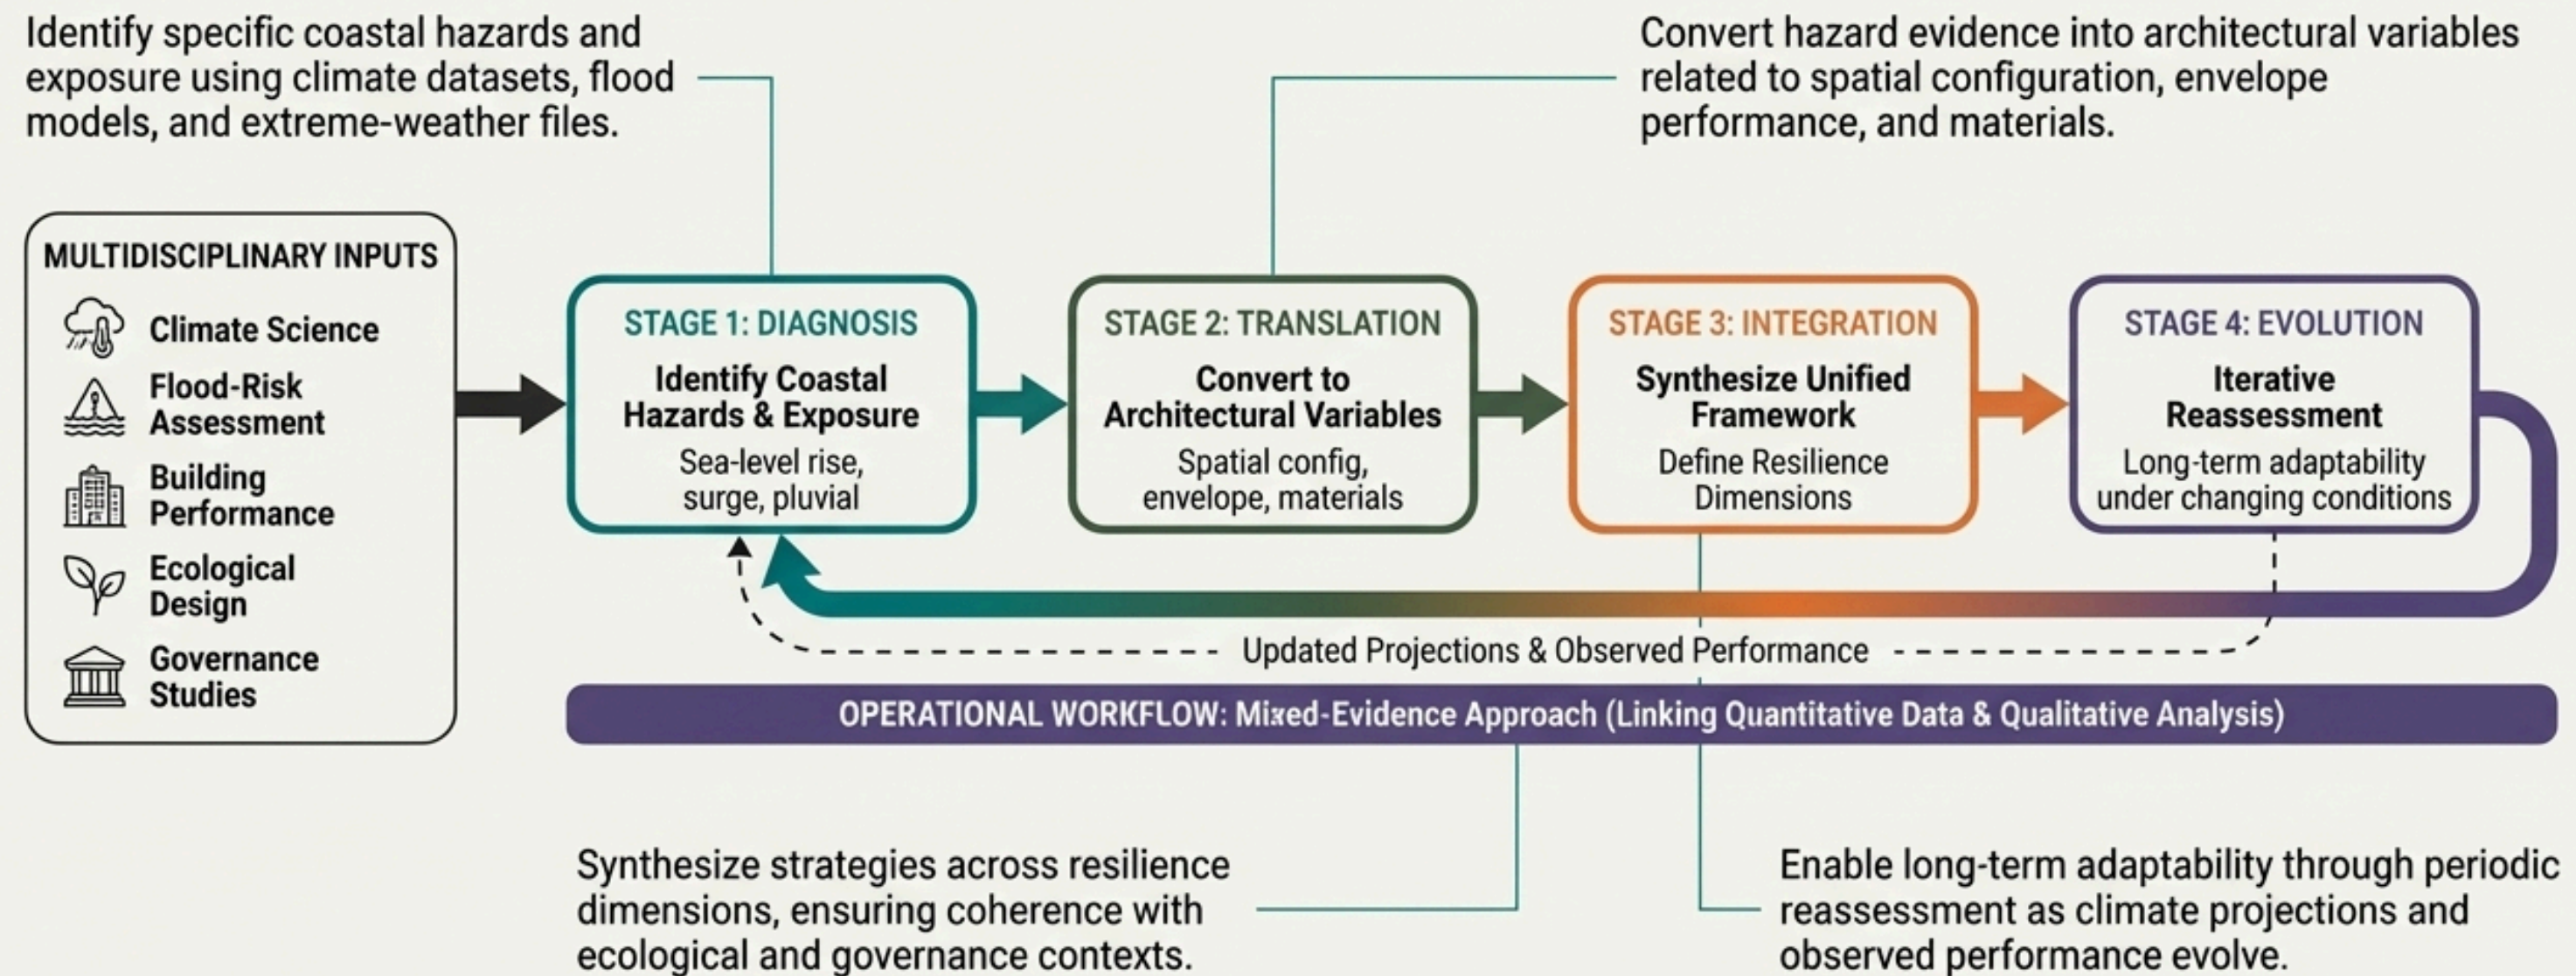 Identify specific coastal hazards and
exposure using climate datasets, flood
models, and extreme-weather files.
Convert hazard evidence into architectural variables
related to spatial configuration, envelope
performance, and materials.
MULTIDISCIPLINARY INPUTS
Climate Science
Flood-Risk
Assessment
Building
Performance
Ecological
Design
Governance
Studies
STAGE 1: DIAGNOSIS
Identify Coastal
Hazards & Exposure
Sea-level rise,
surge, pluvial
STAGE 2: TRANSLATION
Convert to
Architectural Variables
Spatial config,
envelope, materials
STAGE 3: INTEGRATION
Synthesize Unified
Framework
Define Resilience
Dimensions
STAGE 4: EVOLUTION
Iterative
Reassessment
Long-term adaptability
under changing conditions
Updated Projections & Observed Performance
OPERATIONAL WORKFLOW: Mixed-Evidence Approach (Linking Quantitative Data & Qualitative Analysis)
Synthesize strategies across resilience
dimensions, ensuring coherence with
ecological and governance contexts.
Enable long-term adaptability through periodic
reassessment as climate projections and
observed performance evolve.